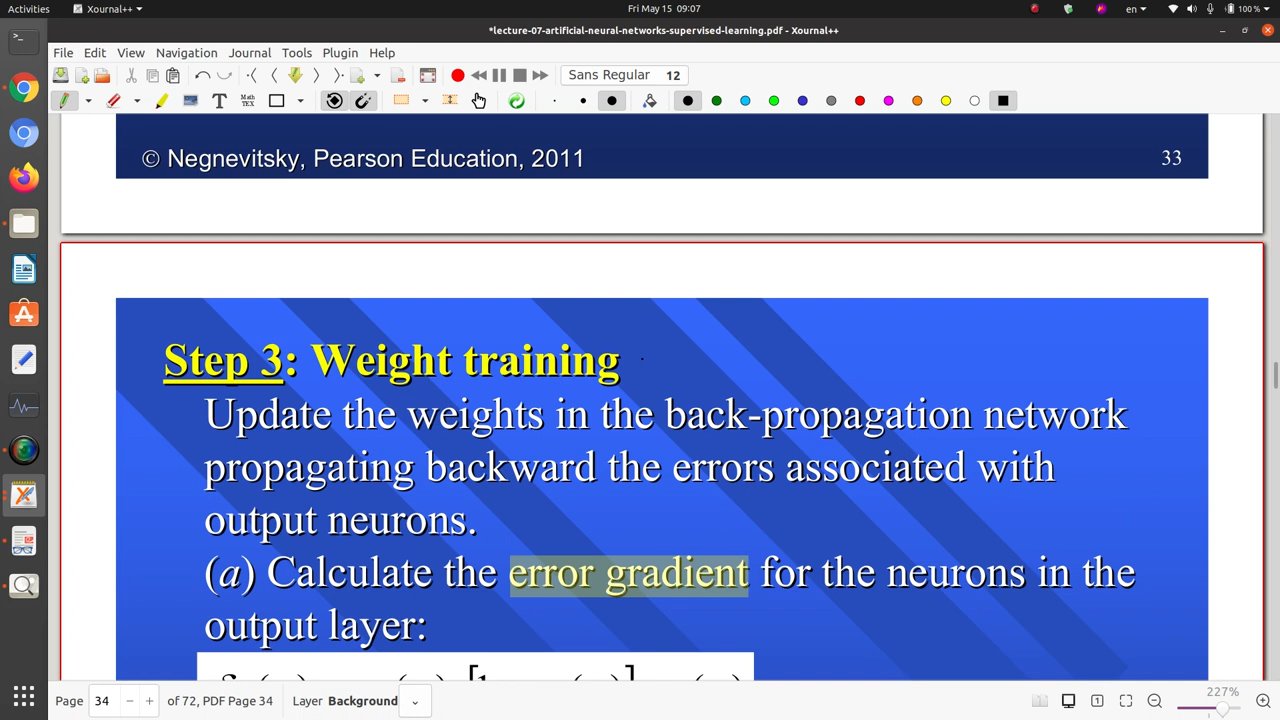 Activities Xournal++ Fri May 15 09:07 en 100 %
*lecture-07-artificial-neural-networks-supervised-learning.pdf - Xournal++
File Edit View Navigation Journal Tools Plugin Help
Sans Regular 12
© Negnevitsky, Pearson Education, 2011 33
Step 3: Weight training
Update the weights in the back-propagation network
propagating backward the errors associated with
output neurons.
(a) Calculate the error gradient for the neurons in the
output layer:
Page 34 of 72, PDF Page 34 Layer Background 227%